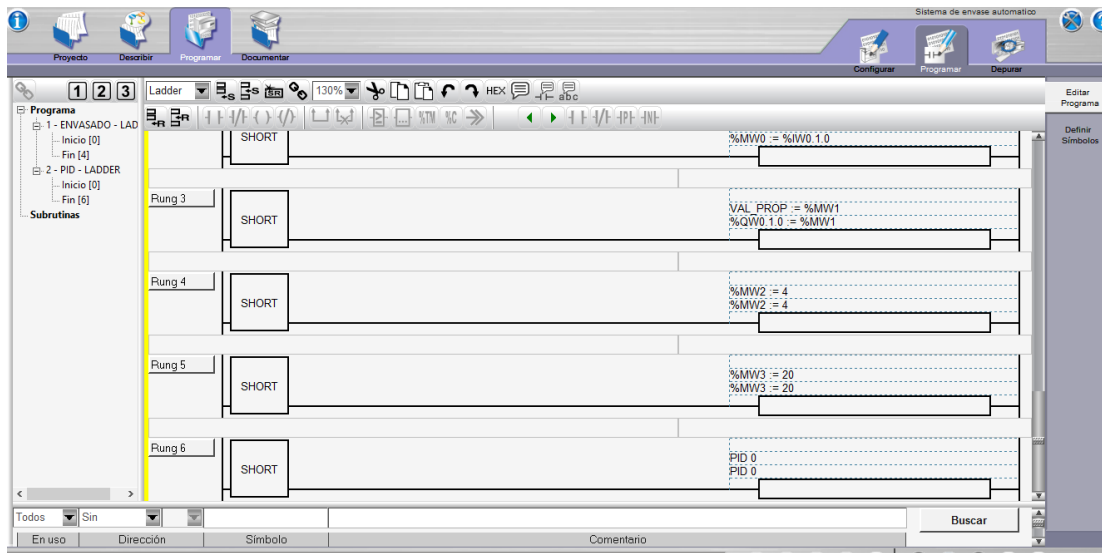 Sistema de envase automatico
Proyecto
Describir
Programar
Documentar
Configurar
Programar
Depurar
1 2 3
Ladder
130%
HEX
abc
%TM
%C
Editar
Programa
Definir
Símbolos
Programa
1 - ENVASADO - LAD
Inicio [0]
Fin [4]
2 - PID - LADDER
Inicio [0]
Fin [6]
Subrutinas
SHORT
%MW0 := %IW0.1.0
Rung 3
SHORT
VAL_PROP := %MW1
%QW0.1.0 := %MW1
Rung 4
SHORT
%MW2 := 4
%MW2 := 4
Rung 5
SHORT
%MW3 := 20
%MW3 := 20
Rung 6
SHORT
PID 0
PID 0
Todos
Sin
Buscar
En uso
Dirección
Símbolo
Comentario